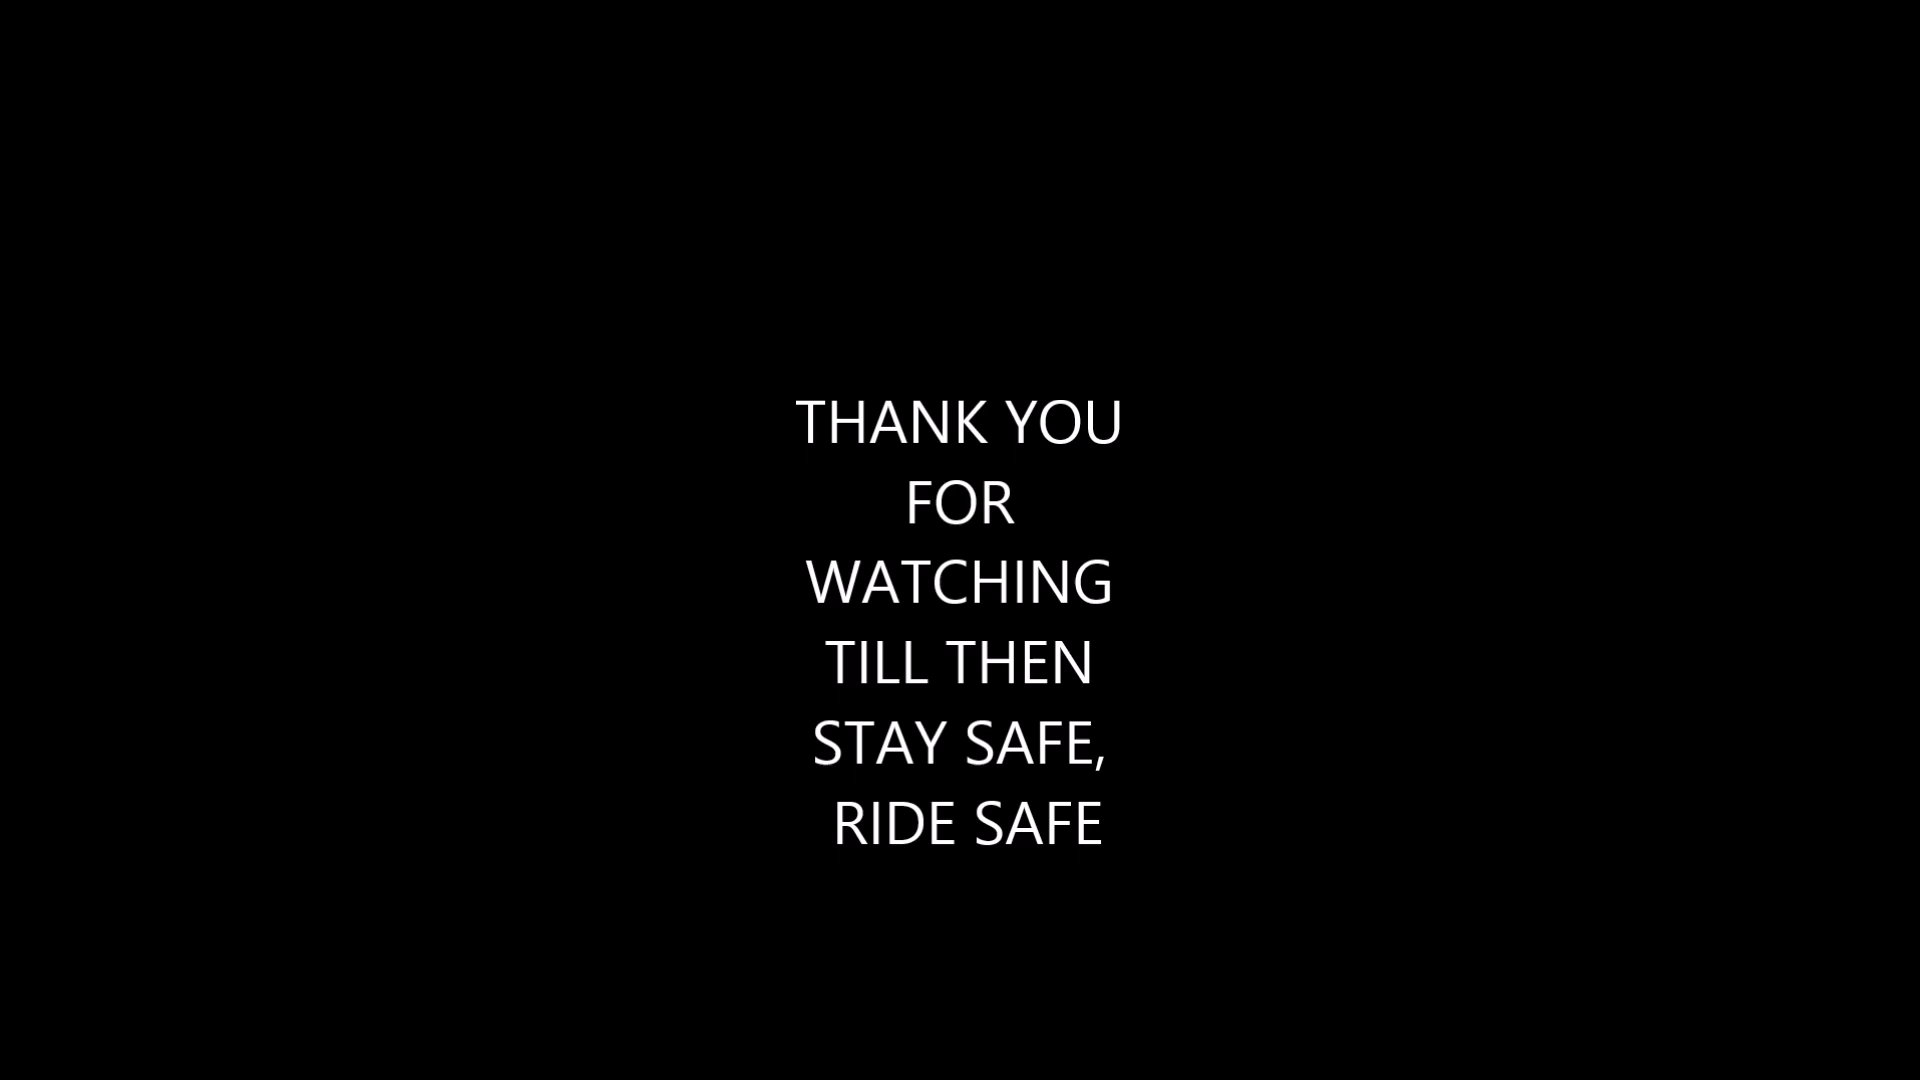 THANK YOU
FOR
WATCHING
TILL THEN
STAY SAFE,
RIDE SAFE